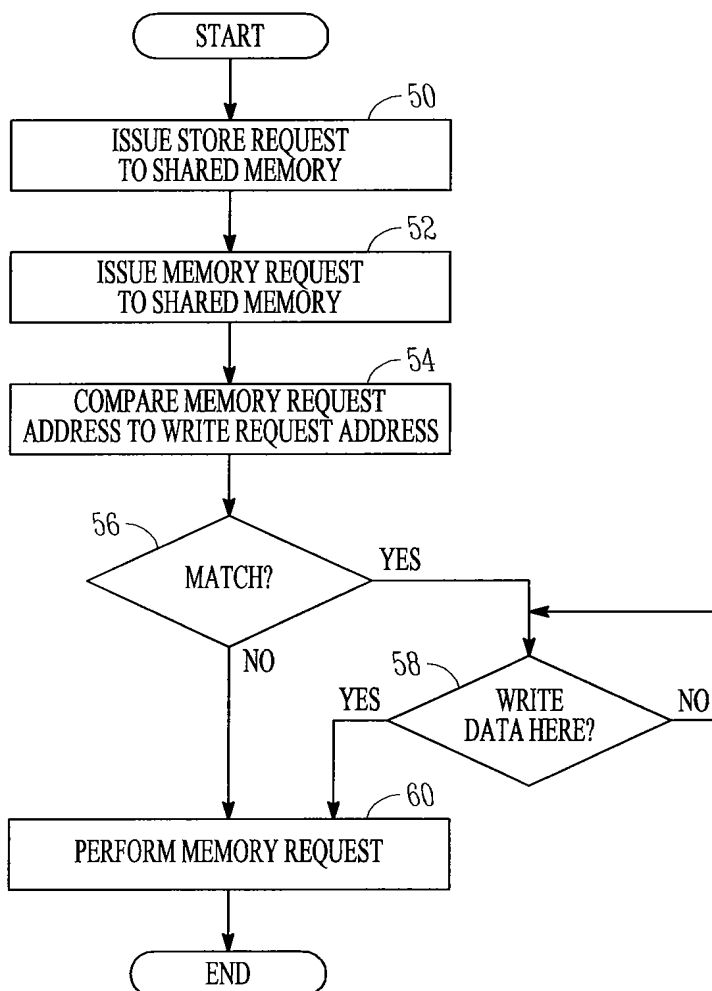 START
50
ISSUE STORE REQUEST
TO SHARED MEMORY
52
ISSUE MEMORY REQUEST
TO SHARED MEMORY
54
COMPARE MEMORY REQUEST
ADDRESS TO WRITE REQUEST ADDRESS
56
MATCH?
YES
NO
58
WRITE
DATA HERE?
YES
NO
60
PERFORM MEMORY REQUEST
END